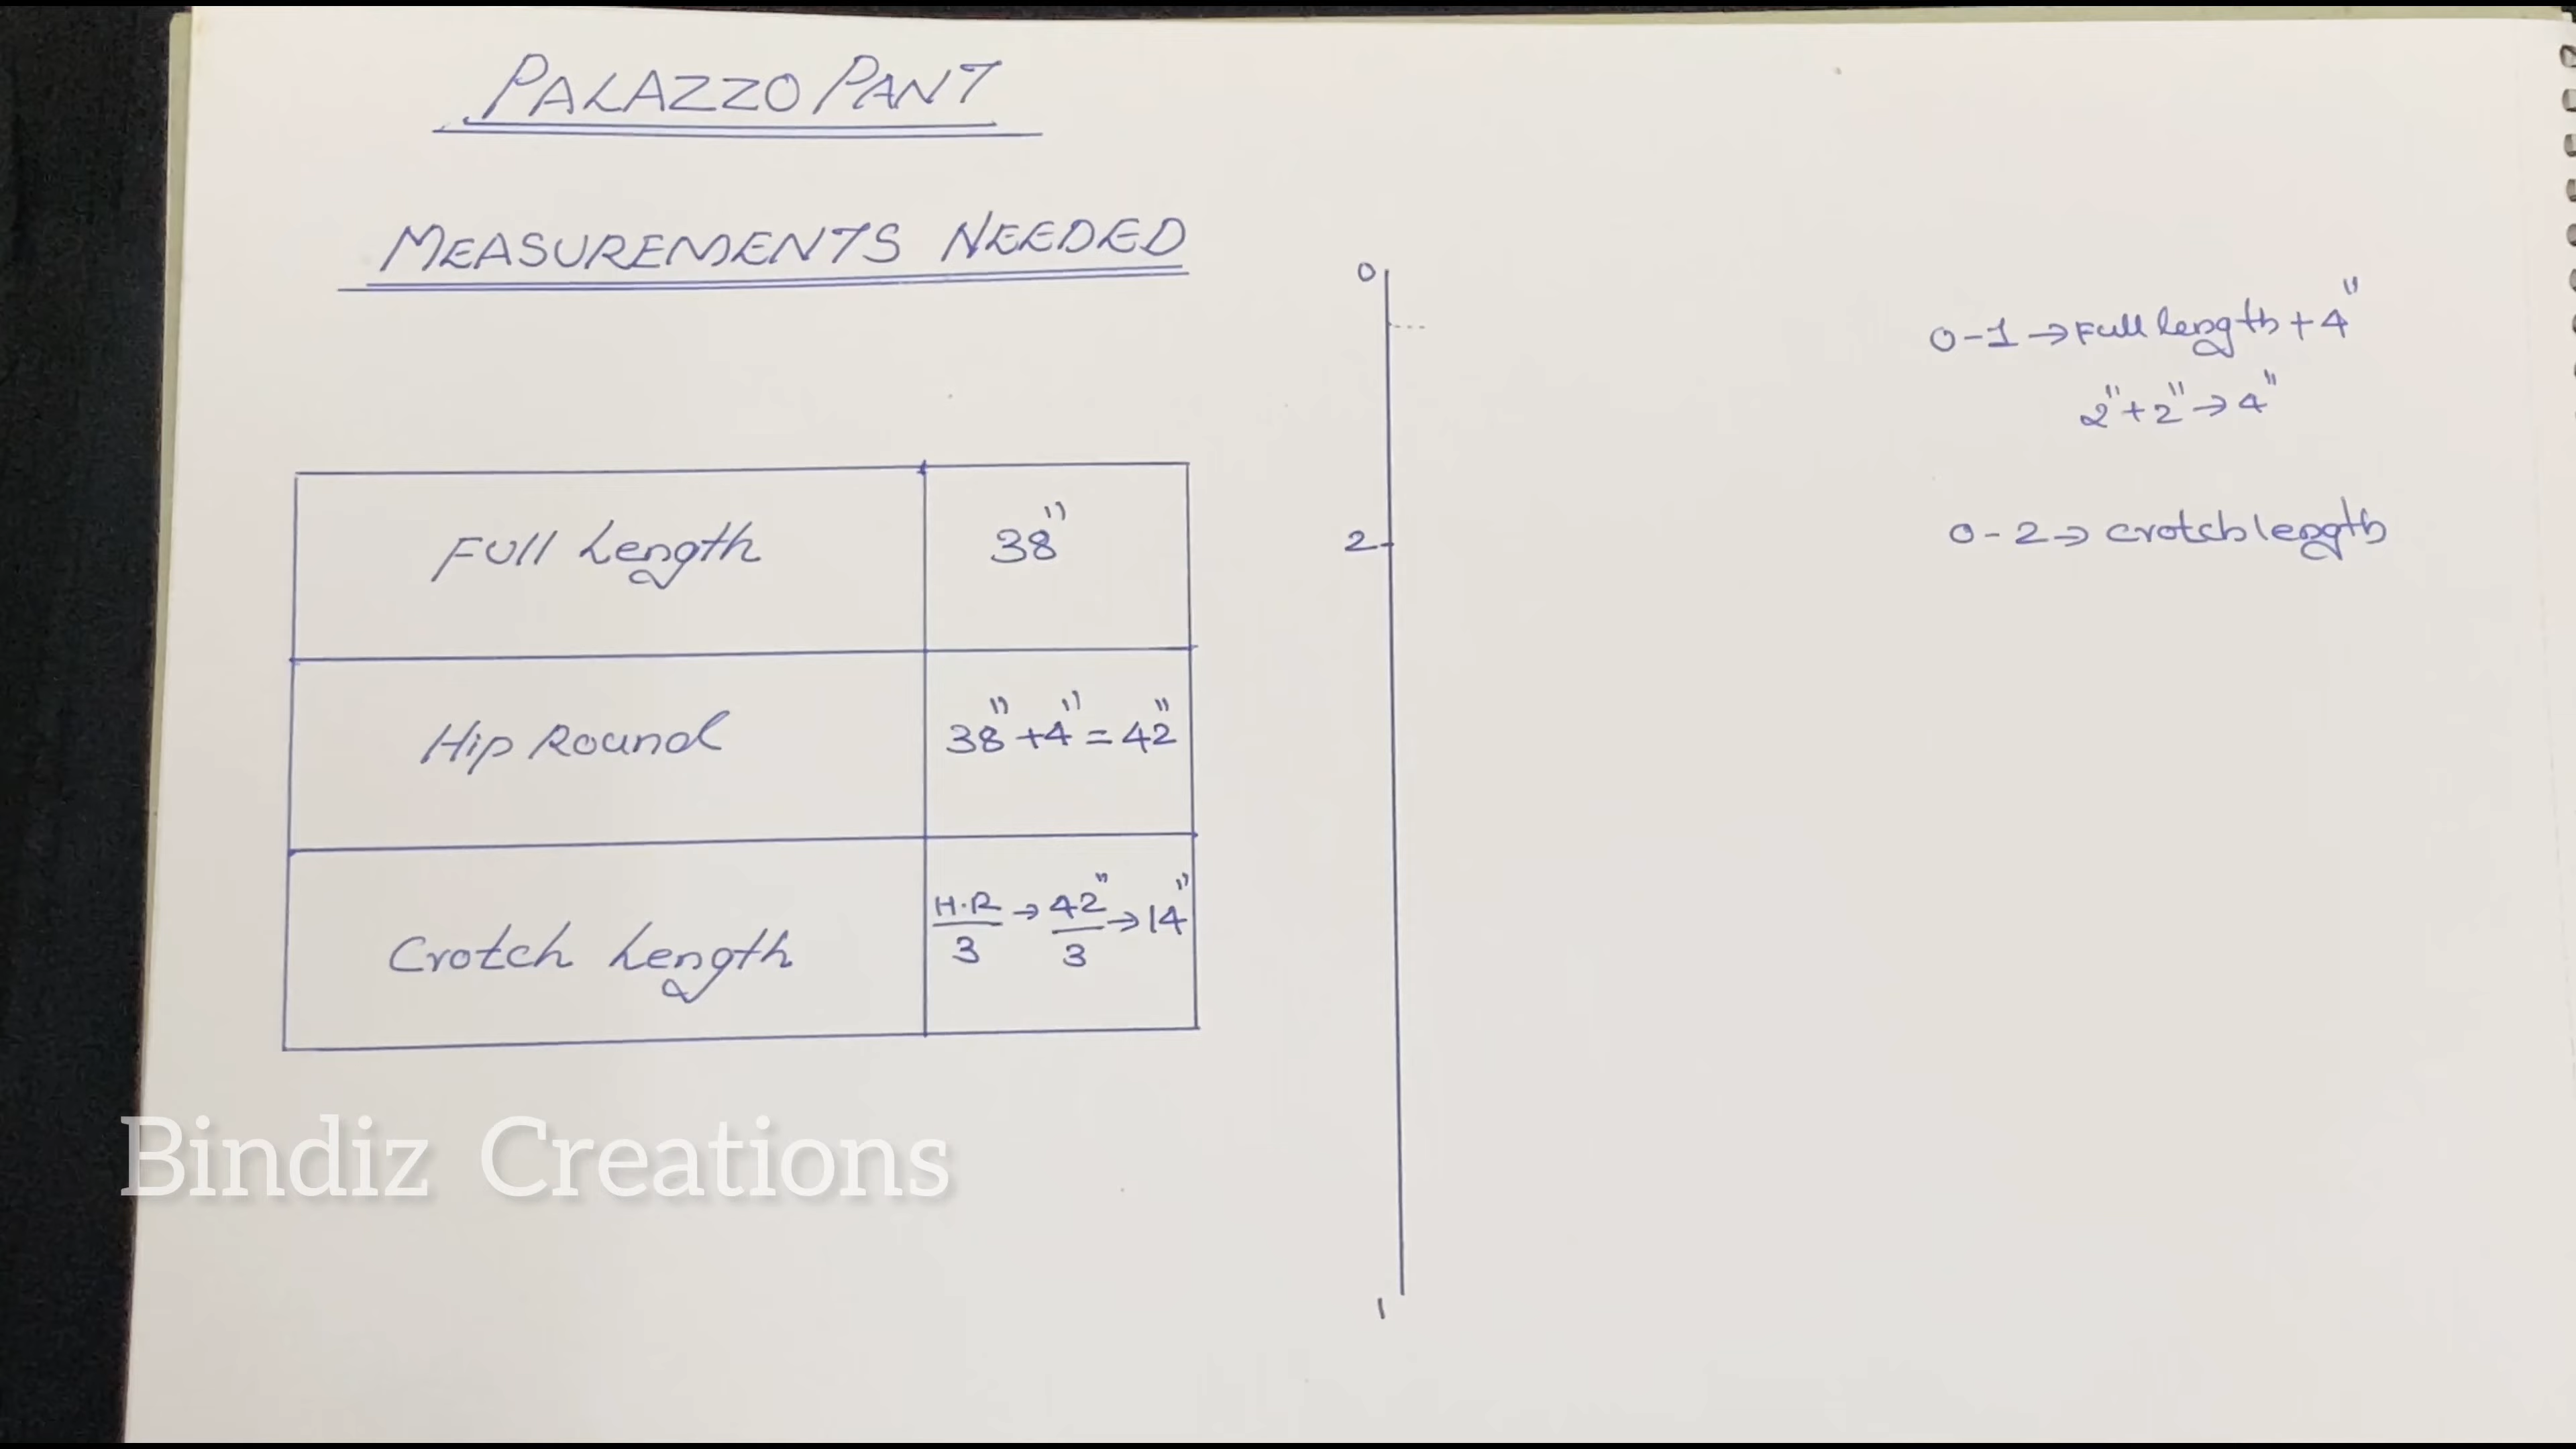 PALAZZO PANT
MEASUREMENTS NEEDED
Full Length 38"
Hip Round 38"+4"=42"
Crotch Length H.R/3 → 42"/3 → 14"
0
2
1
0-1 → Full length + 4"
2"+2" → 4"
0-2 → crotch length
Bindiz Creations